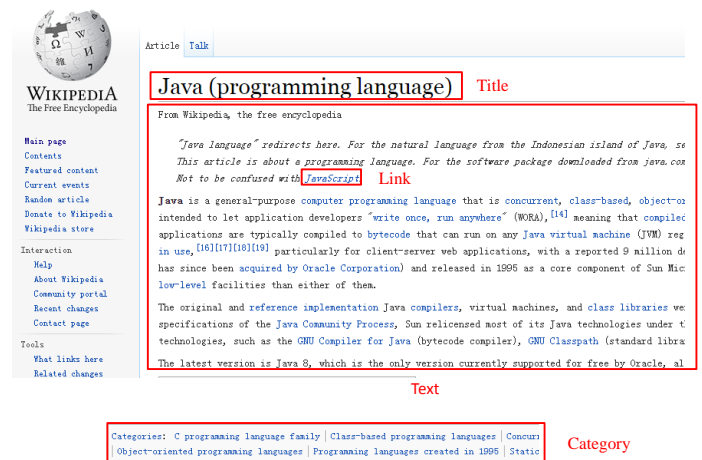 WIKIPEDIA
The Free Encyclopedia
Main page
Contents
Featured content
Current events
Random article
Donate to Wikipedia
Wikipedia store
Interaction
Help
About Wikipedia
Community portal
Recent changes
Contact page
Tools
What links here
Related changes
Article Talk
Java (programming language) Title
From Wikipedia, the free encyclopedia
"Java language" redirects here. For the natural language from the Indonesian island of Java, se
This article is about a programming language. For the software package downloaded from java.com
Not to be confused with JavaScript Link
Java is a general-purpose computer programming language that is concurrent, class-based, object-or
intended to let application developers "write once, run anywhere" (WORA),[14] meaning that compiled
applications are typically compiled to bytecode that can run on any Java virtual machine (JVM) reg
in use,[16][17][18][19] particularly for client-server web applications, with a reported 9 million de
has since been acquired by Oracle Corporation) and released in 1995 as a core component of Sun Mic
low-level facilities than either of them.
The original and reference implementation Java compilers, virtual machines, and class libraries we
specifications of the Java Community Process, Sun relicensed most of its Java technologies under t
technologies, such as the GNU Compiler for Java (bytecode compiler), GNU Classpath (standard libra
The latest version is Java 8, which is the only version currently supported for free by Oracle, al
Text
Categories: C programming language family | Class-based programming languages | Concurr
| Object-oriented programming languages | Programming languages created in 1995 | Static
Category